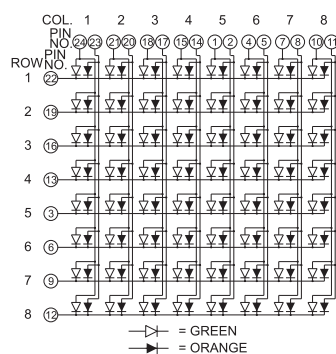 COL. 1 2 3 4 5 6 7 8
PIN NO. 24 23 21 20 18 17 15 14 1 2 4 5 7 8 10 11
ROW PIN NO.
1 22
2 19
3 16
4 13
5 3
6 6
7 9
8 12
= GREEN
= ORANGE